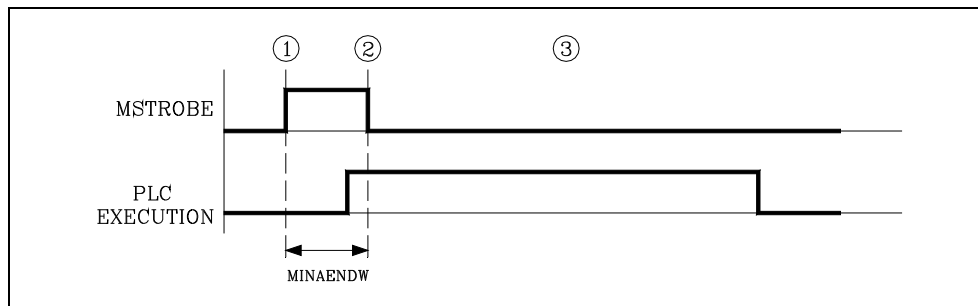 ① ② ③
MSTROBE
PLC
EXECUTION
MINAENDW